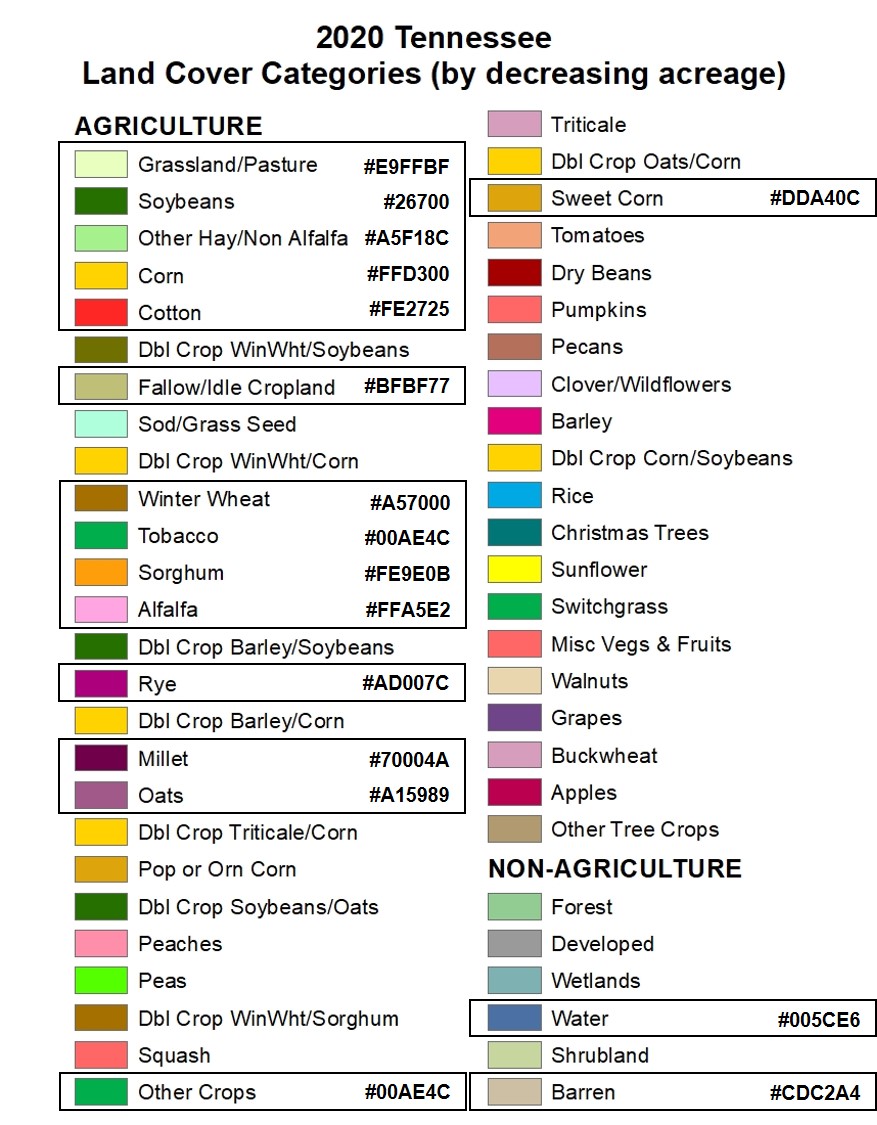 2020 Tennessee
Land Cover Categories (by decreasing acreage)
AGRICULTURE
Grassland/Pasture #E9FFBF
Soybeans #26700
Other Hay/Non Alfalfa #A5F18C
Corn #FFD300
Cotton #FE2725
Dbl Crop WinWht/Soybeans
Fallow/Idle Cropland #BFBF77
Sod/Grass Seed
Dbl Crop WinWht/Corn
Winter Wheat #A57000
Tobacco #00AE4C
Sorghum #FE9E0B
Alfalfa #FFA5E2
Dbl Crop Barley/Soybeans
Rye #AD007C
Dbl Crop Barley/Corn
Millet #70004A
Oats #A15989
Dbl Crop Triticale/Corn
Pop or Orn Corn
Dbl Crop Soybeans/Oats
Peaches
Peas
Dbl Crop WinWht/Sorghum
Squash
Other Crops #00AE4C
Triticale
Dbl Crop Oats/Corn
Sweet Corn #DDA40C
Tomatoes
Dry Beans
Pumpkins
Pecans
Clover/Wildflowers
Barley
Dbl Crop Corn/Soybeans
Rice
Christmas Trees
Sunflower
Switchgrass
Misc Vegs & Fruits
Walnuts
Grapes
Buckwheat
Apples
Other Tree Crops
NON-AGRICULTURE
Forest
Developed
Wetlands
Water #005CE6
Shrubland
Barren #CDC2A4